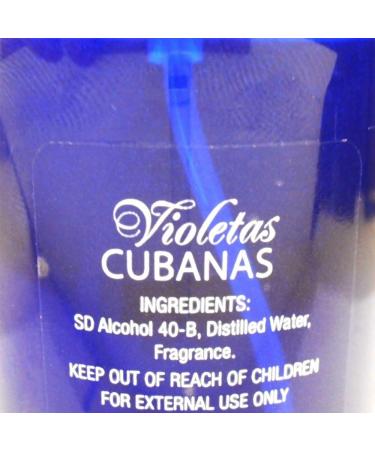 Violetas
CUBANAS
INGREDIENTS:
SD Alcohol 40-B, Distilled Water,
Fragrance.
KEEP OUT OF REACH OF CHILDREN
FOR EXTERNAL USE ONLY